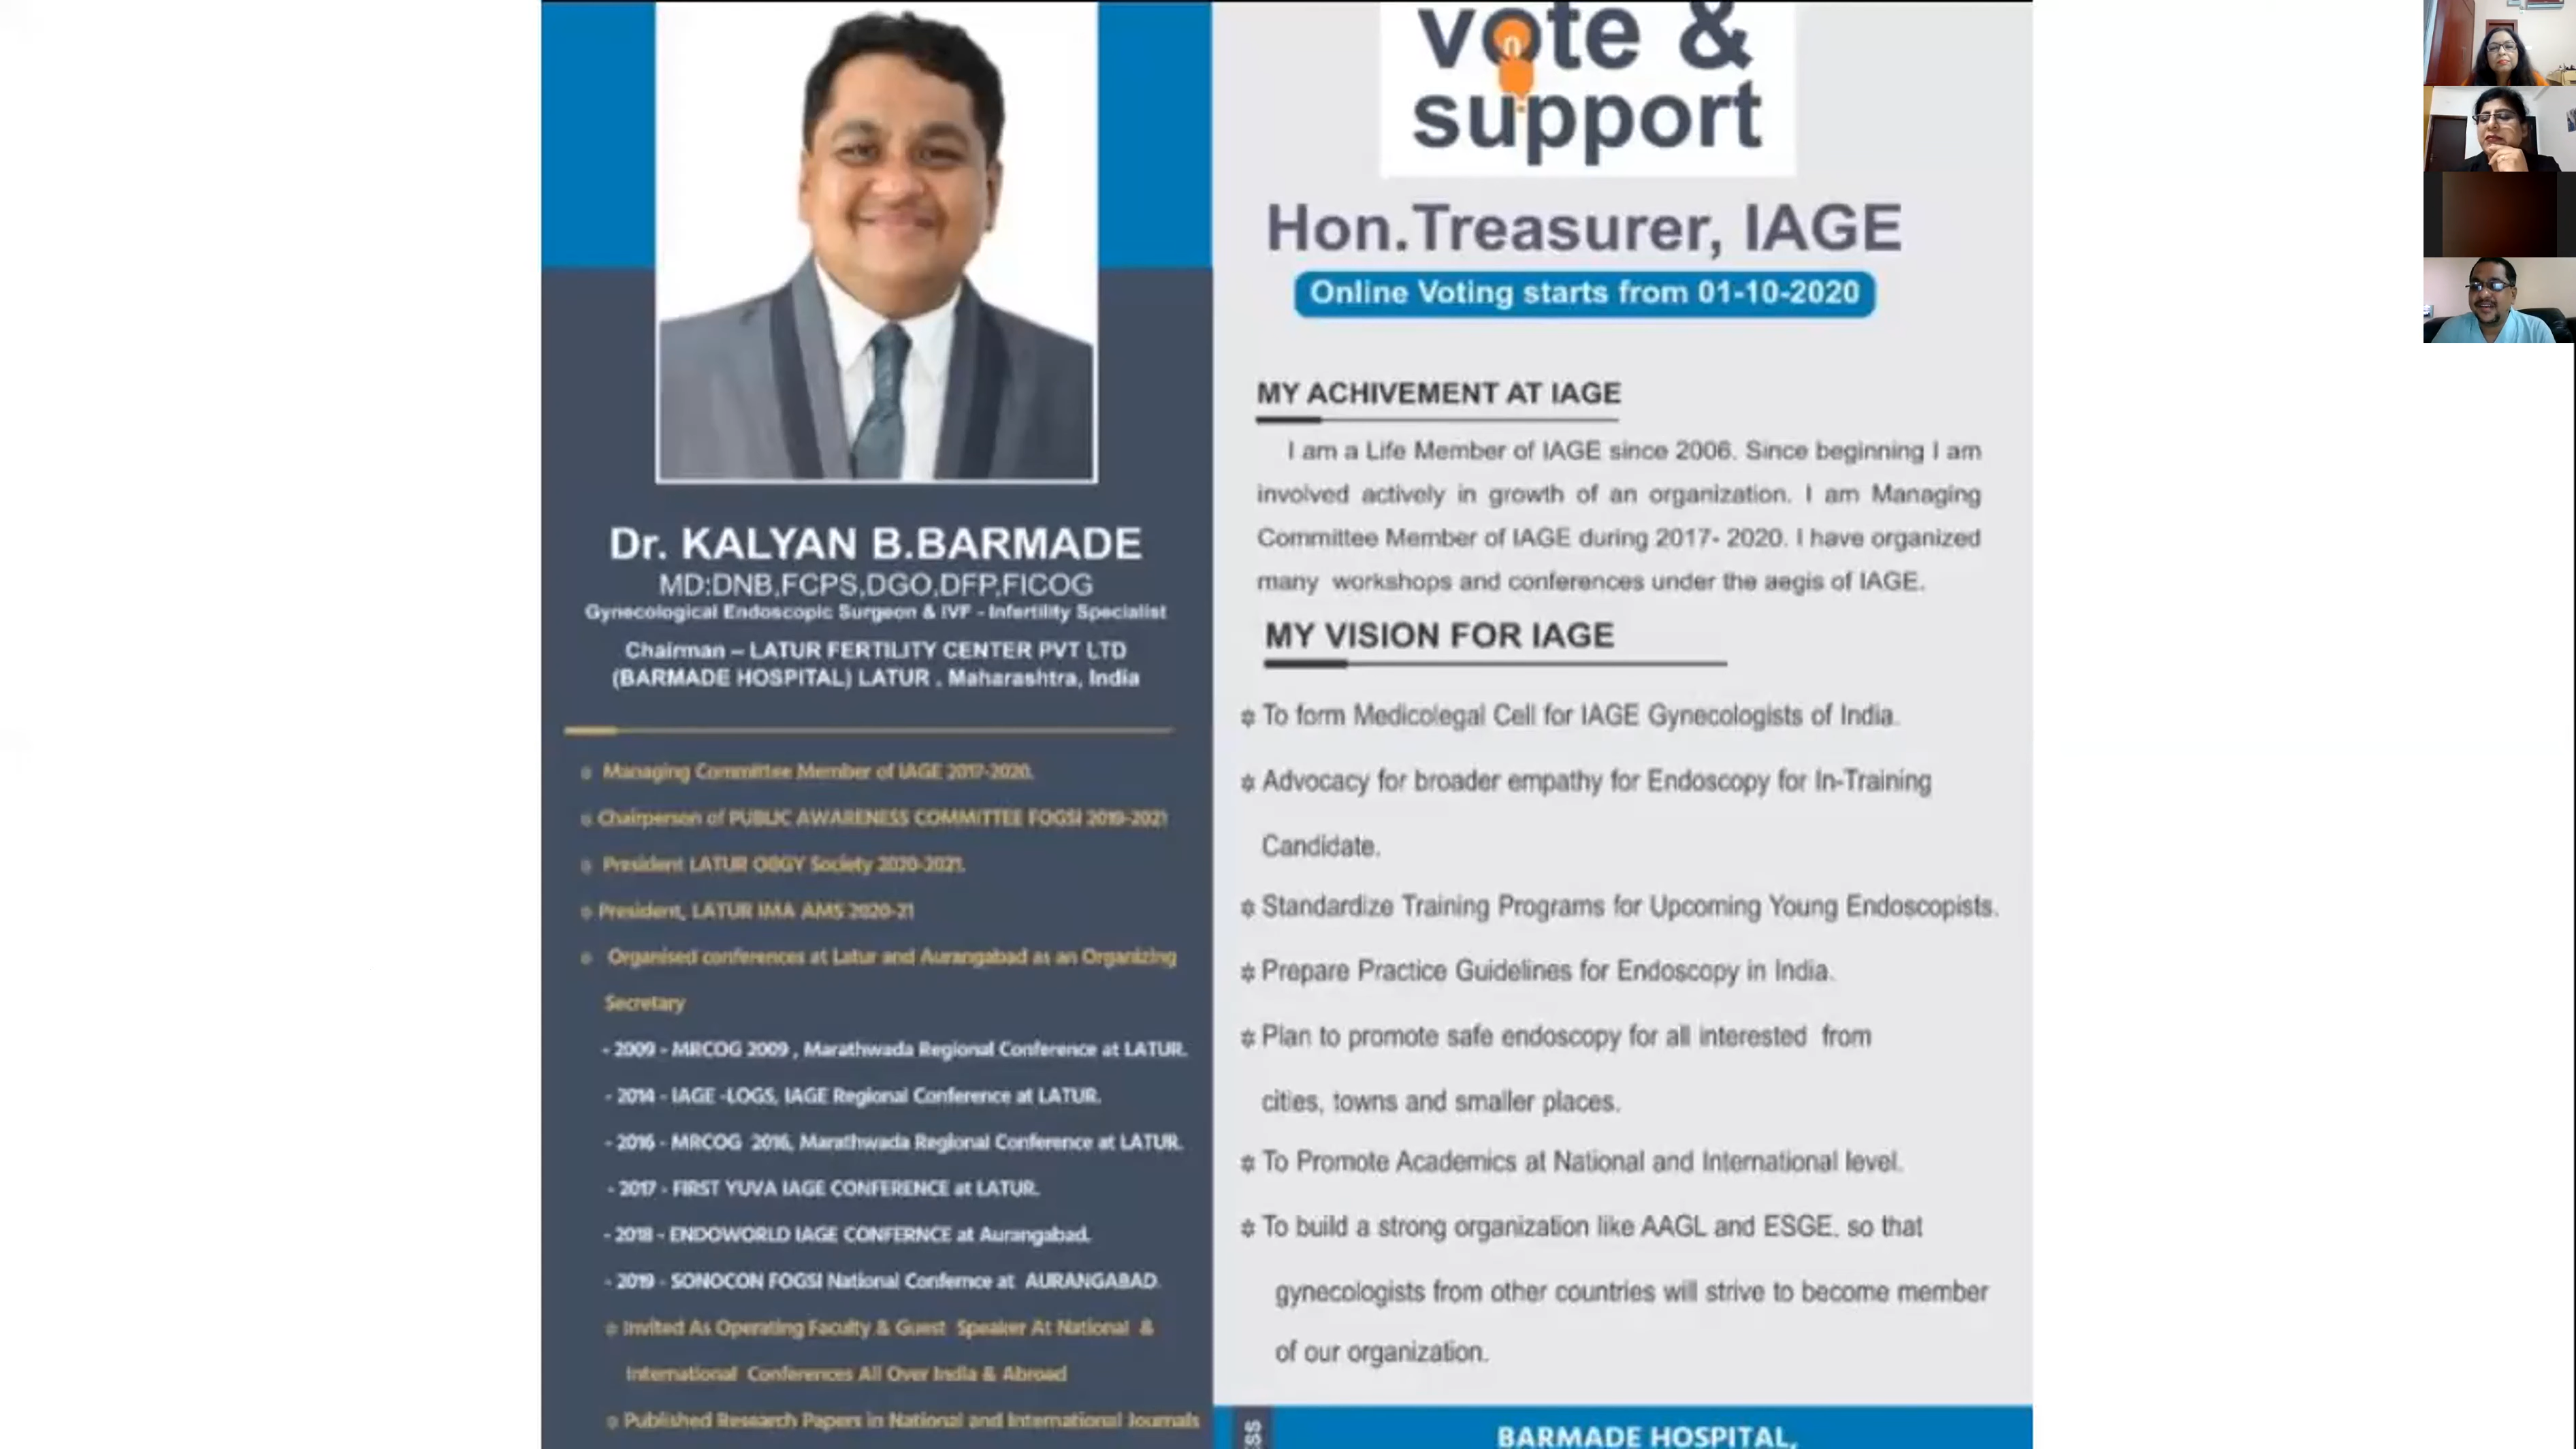 Dr. KALYAN B.BARMADE
MD:DNB,FCPS,DGO,DFP,FICOG
Gynecological Endoscopic Surgeon & IVF - Infertility Specialist
Chairman – LATUR FERTILITY CENTER PVT LTD
(BARMADE HOSPITAL) LATUR , Maharashtra, India
Managing Committee Member of IAGE 2017-2020.
Chairperson of PUBLIC AWARENESS COMMITTEE FOGSI 2019-2021
President LATUR OBGY Society 2020-2021.
President, LATUR IMA AMS 2020-21
Organised conferences at Latur and Aurangabad as an Organizing
Secretary
- 2009 - MRCOG 2009 , Marathwada Regional Conference at LATUR.
- 2014 - IAGE -LOGS, IAGE Regional Conference at LATUR.
- 2016 - MRCOG 2016, Marathwada Regional Conference at LATUR.
- 2017 - FIRST YUVA IAGE CONFERENCE at LATUR.
- 2018 - ENDOWORLD IAGE CONFERNCE at Aurangabad.
- 2019 - SONOCON FOGSI National Confernce at AURANGABAD.
Invited As Operating Faculty & Guest Speaker At National &
International Conferences All Over India & Abroad
Published Research Papers in National and International Journals
vote &
support
Hon.Treasurer, IAGE
Online Voting starts from 01-10-2020
MY ACHIVEMENT AT IAGE
I am a Life Member of IAGE since 2006. Since beginning I am
involved actively in growth of an organization. I am Managing
Committee Member of IAGE during 2017- 2020. I have organized
many workshops and conferences under the aegis of IAGE.
MY VISION FOR IAGE
To form Medicolegal Cell for IAGE Gynecologists of India.
Advocacy for broader empathy for Endoscopy for In-Training
Candidate.
Standardize Training Programs for Upcoming Young Endoscopists.
Prepare Practice Guidelines for Endoscopy in India.
Plan to promote safe endoscopy for all interested from
cities, towns and smaller places.
To Promote Academics at National and International level.
To build a strong organization like AAGL and ESGE, so that
gynecologists from other countries will strive to become member
of our organization.
BARMADE HOSPITAL,